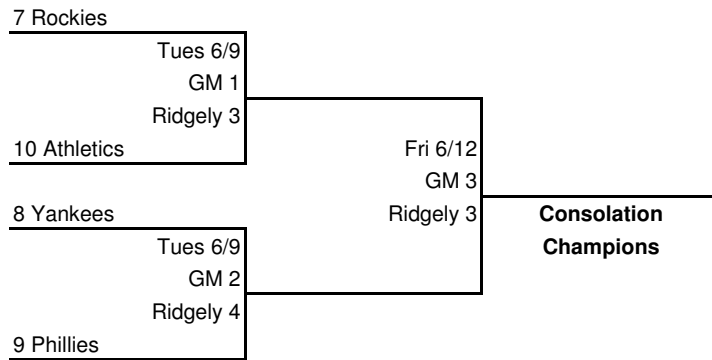 7 Rockies
Tues 6/9
GM 1
Ridgely 3
10 Athletics
Fri 6/12
GM 3
Ridgely 3
8 Yankees
Tues 6/9
GM 2
Ridgely 4
9 Phillies
Consolation
Champions